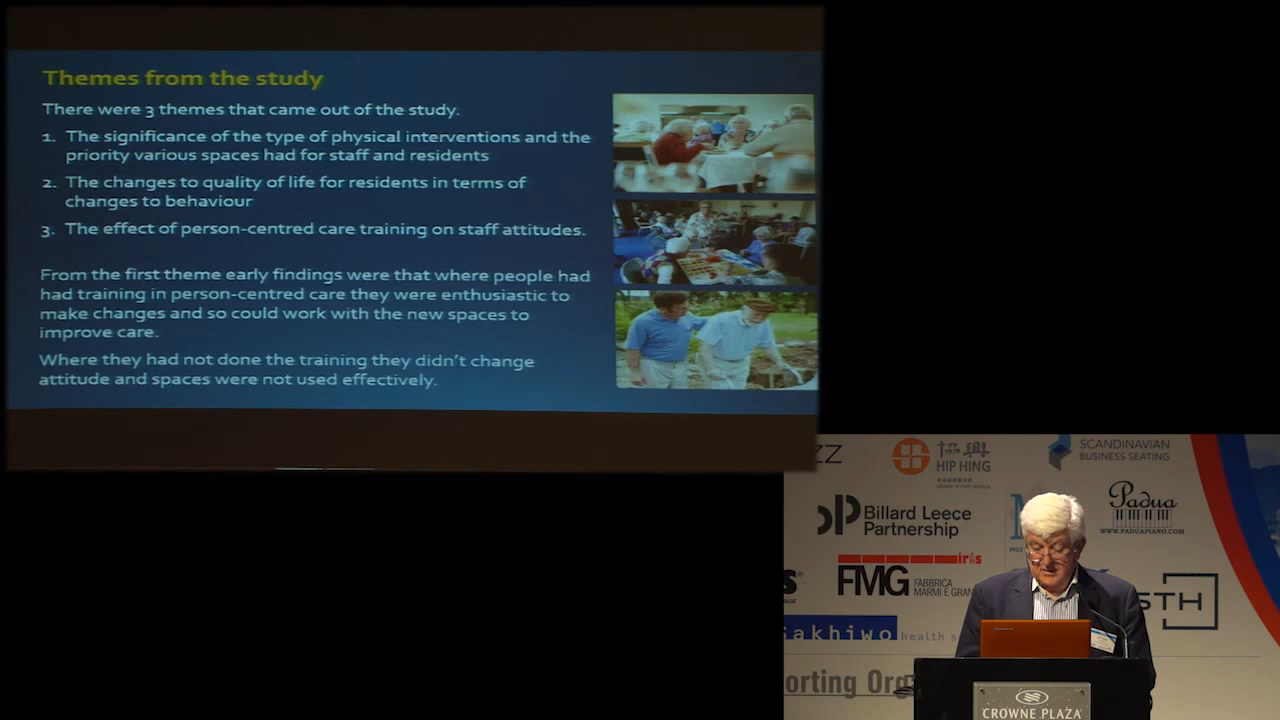 Themes from the study
There were 3 themes that came out of the study.
1. The significance of the type of physical interventions and the
priority various spaces had for staff and residents
2. The changes to quality of life for residents in terms of
changes to behaviour
3. The effect of person-centred care training on staff attitudes.
From the first theme early findings were that where people had
had training in person-centred care they were enthusiastic to
make changes and so could work with the new spaces to
improve care.
Where they had not done the training they didn't change
attitude and spaces were not used effectively.
ZZ
協興
HIP HING
SCANDINAVIAN
BUSINESS SEATING
Billard Leece
Partnership
Padua
WWW.PADUAPIANO.COM
iris
FMG FABBRICA
MARMI E GRAN
STH
Sakhiwo health s
orting Org
CROWNE PLAZA